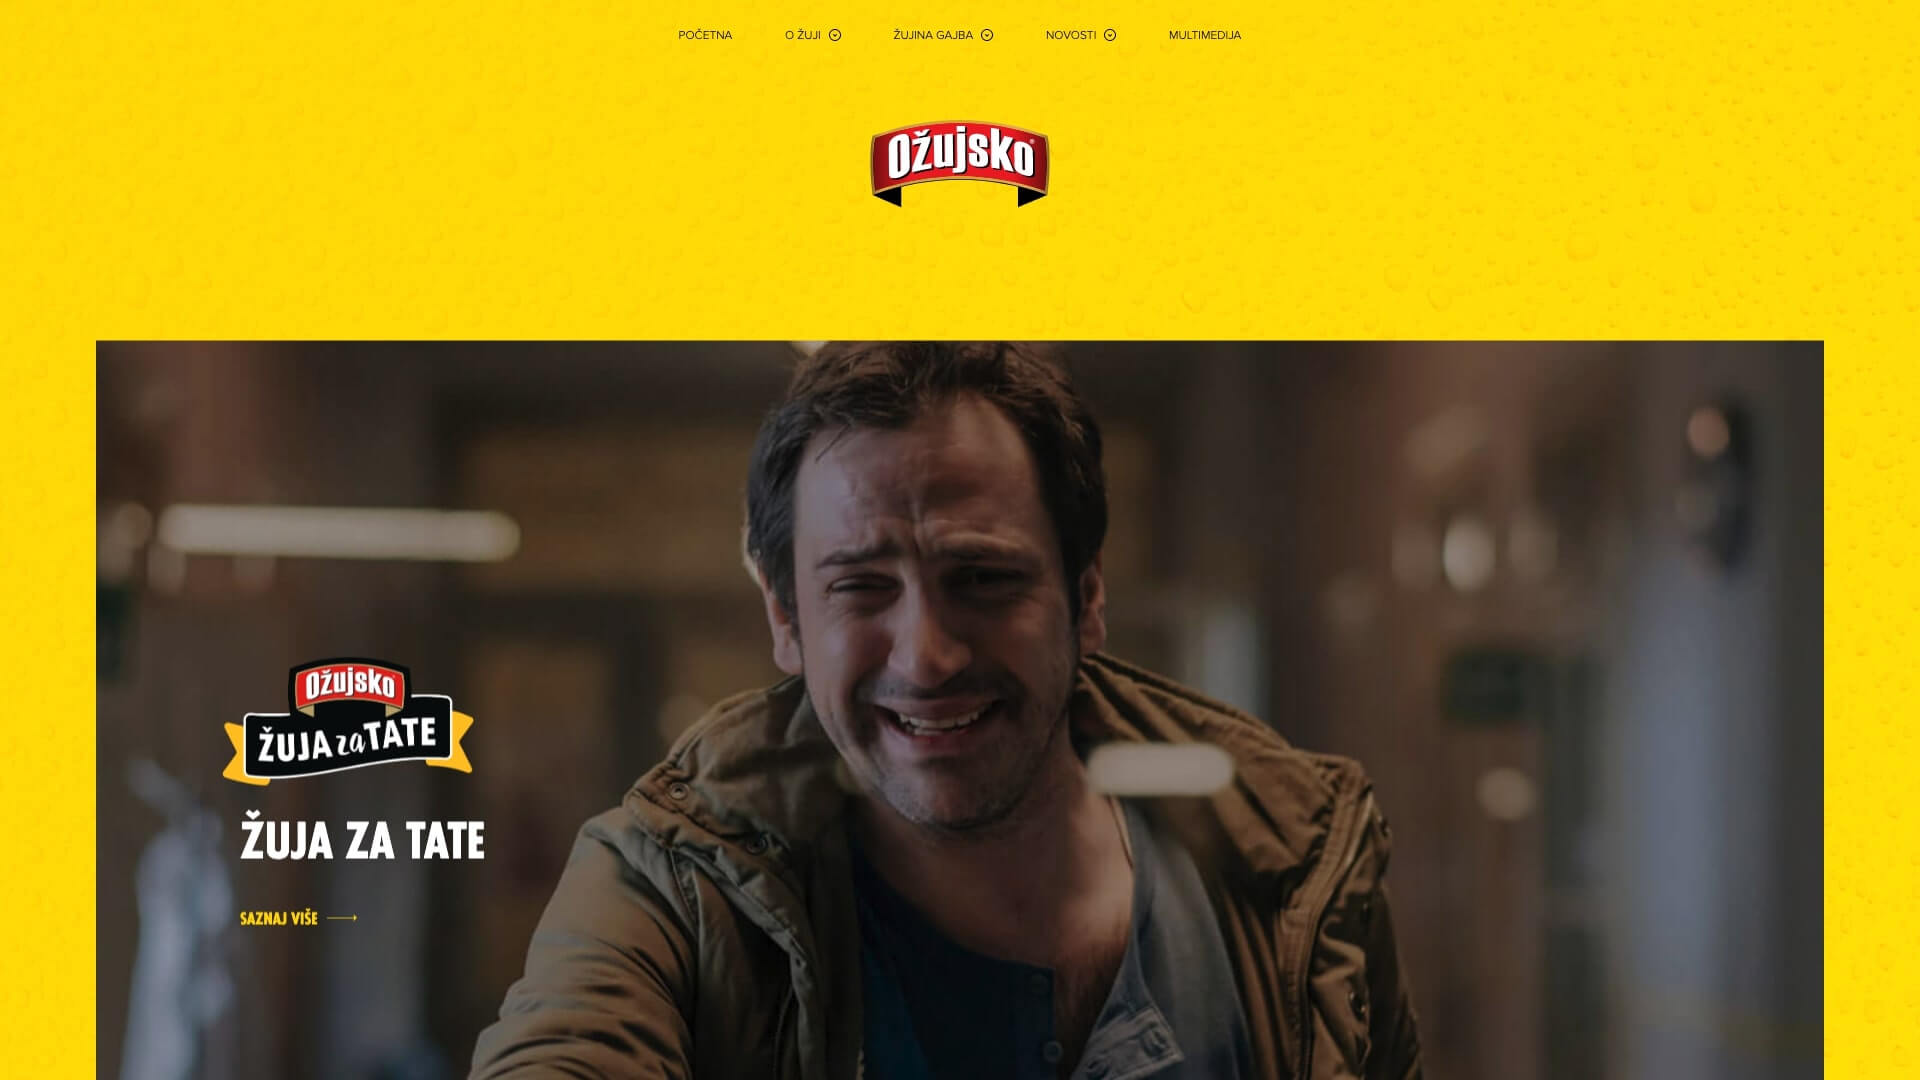 POČETNA
O ŽUJI
ŽUJINA GAJBA
NOVOSTI
MULTIMEDIJA
Ožujsko
Ožujsko
ŽUJA za TATE
ŽUJA ZA TATE
SAZNAJ VIŠE